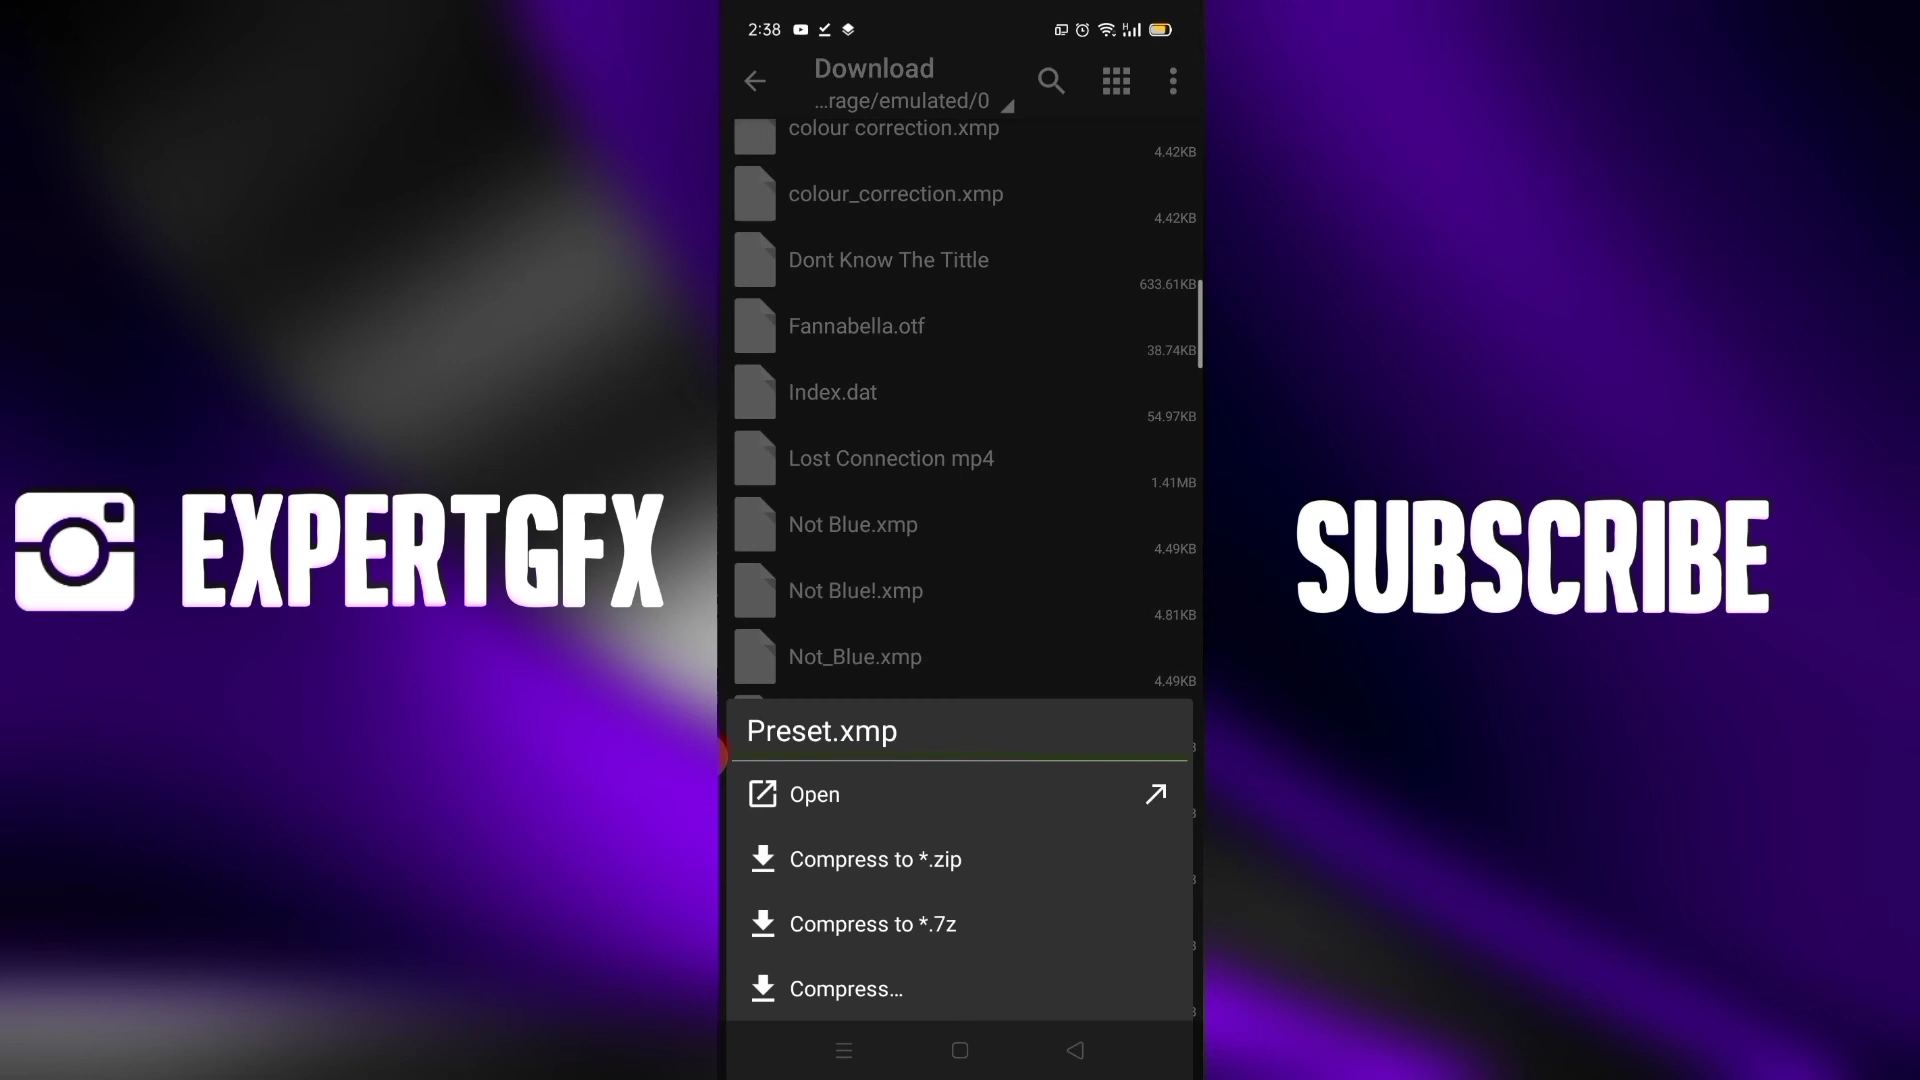 2:38
Download
...rage/emulated/0
colour correction.xmp
4.42KB
colour_correction.xmp
4.42KB
Dont Know The Tittle
633.61KB
Fannabella.otf
38.74KB
Index.dat
54.97KB
Lost Connection mp4
1.41MB
Not Blue.xmp
4.49KB
Not Blue!.xmp
4.81KB
Not_Blue.xmp
4.49KB
Preset.xmp
Open
Compress to *.zip
Compress to *.7z
Compress...
EXPERTGFX
SUBSCRIBE